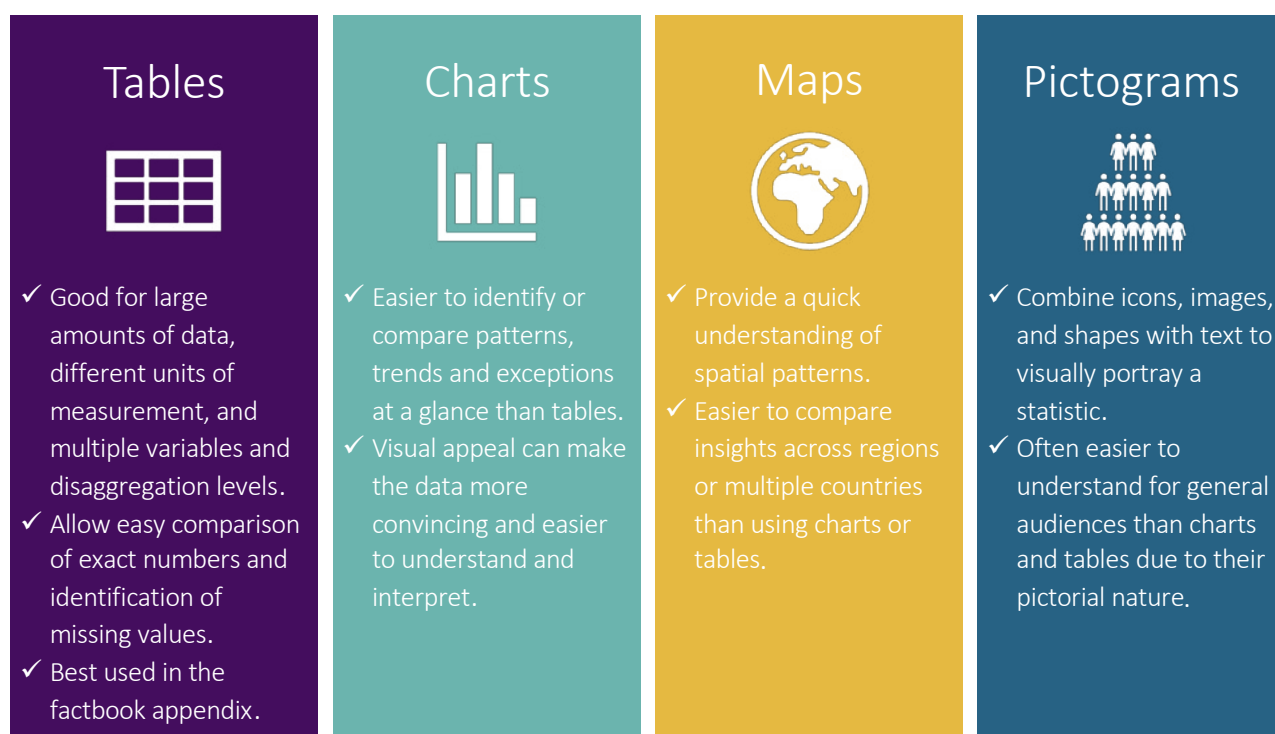 Tables
✓ Good for large
amounts of data,
different units of
measurement, and
multiple variables and
disaggregation levels.
✓ Allow easy comparison
of exact numbers and
identification of
missing values.
✓ Best used in the
factbook appendix.
Charts
✓ Easier to identify or
compare patterns,
trends and exceptions
at a glance than tables.
✓ Visual appeal can make
the data more
convincing and easier
to understand and
interpret.
Maps
✓ Provide a quick
understanding of
spatial patterns.
✓ Easier to compare
insights across regions
or multiple countries
than using charts or
tables.
Pictograms
✓ Combine icons, images,
and shapes with text to
visually portray a
statistic.
✓ Often easier to
understand for general
audiences than charts
and tables due to their
pictorial nature.